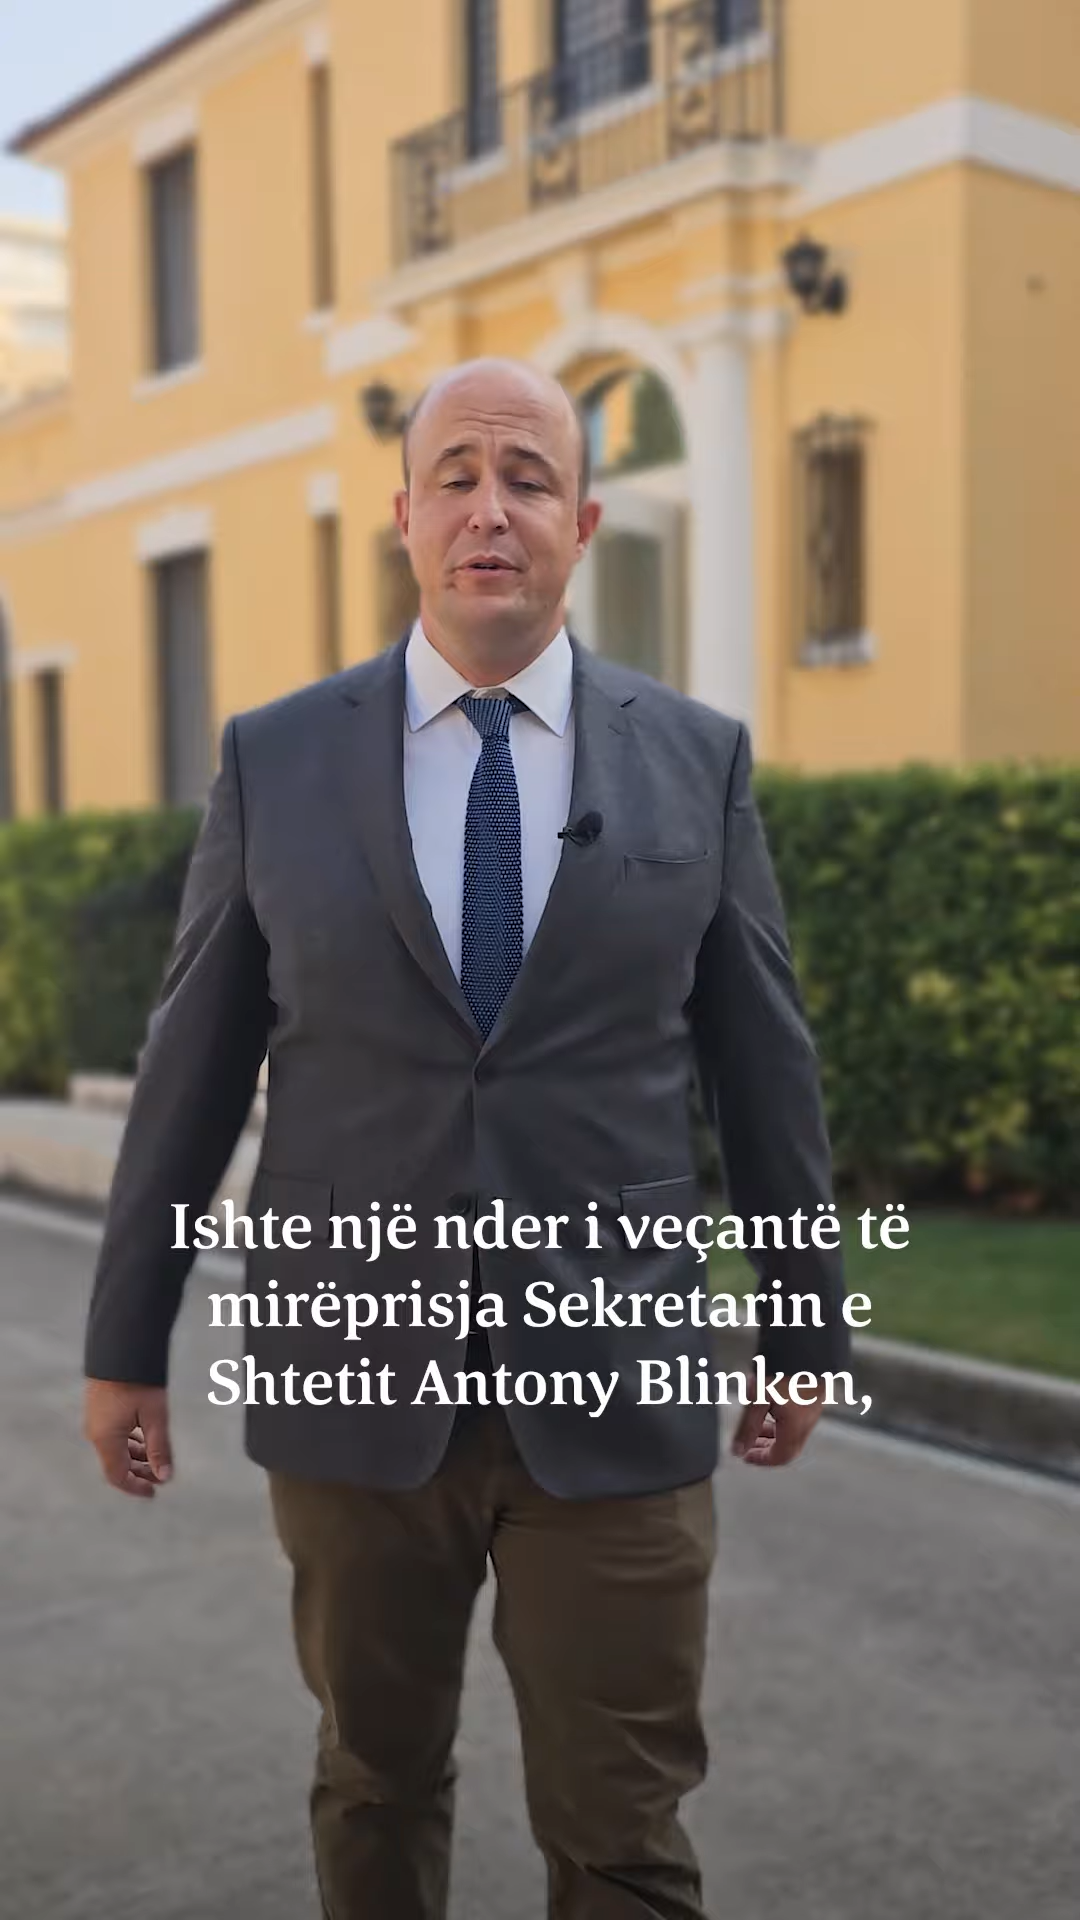 Ishte një nder i veçantë të
mirëprisja Sekretarin e
Shtetit Antony Blinken,